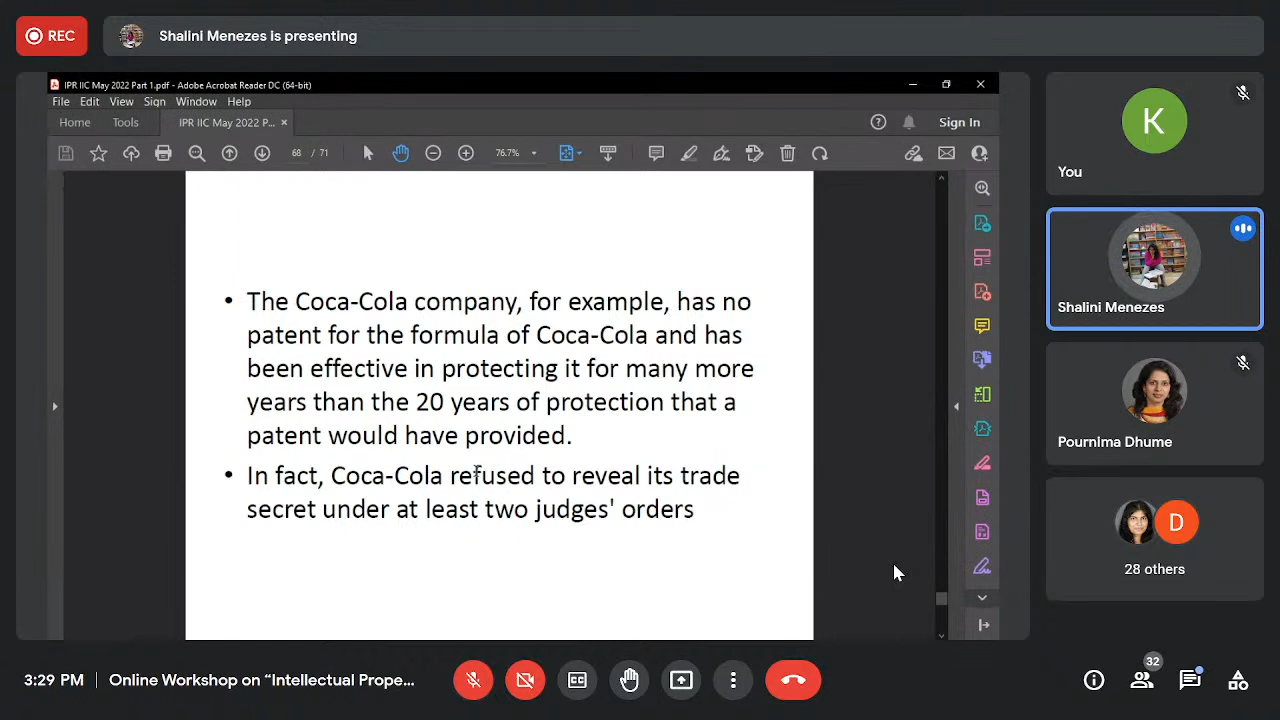 REC
Shalini Menezes is presenting
IPR IIC May 2022 Part 1.pdf - Adobe Acrobat Reader DC (64-bit)
File Edit View Sign Window Help
Home Tools IPR IIC May 2022 P... × Sign In
68 / 71 76.7%
• The Coca-Cola company, for example, has no
patent for the formula of Coca-Cola and has
been effective in protecting it for many more
years than the 20 years of protection that a
patent would have provided.
• In fact, Coca-Cola refused to reveal its trade
secret under at least two judges' orders
K
You
Shalini Menezes
Pournima Dhume
D
28 others
3:29 PM | Online Workshop on “Intellectual Prope...
32